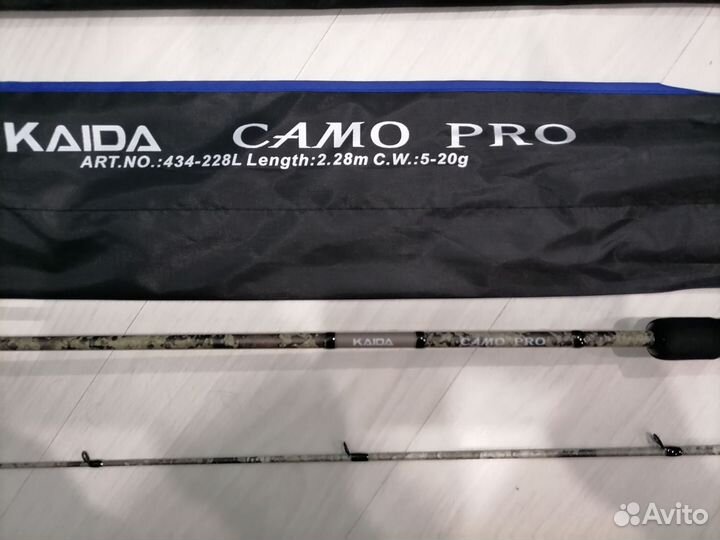 KAIDA CAMO PRO
ART.NO.:434-228L Length:2.28m C.W.:5-20g
KAIDA CAMO PRO
Avito